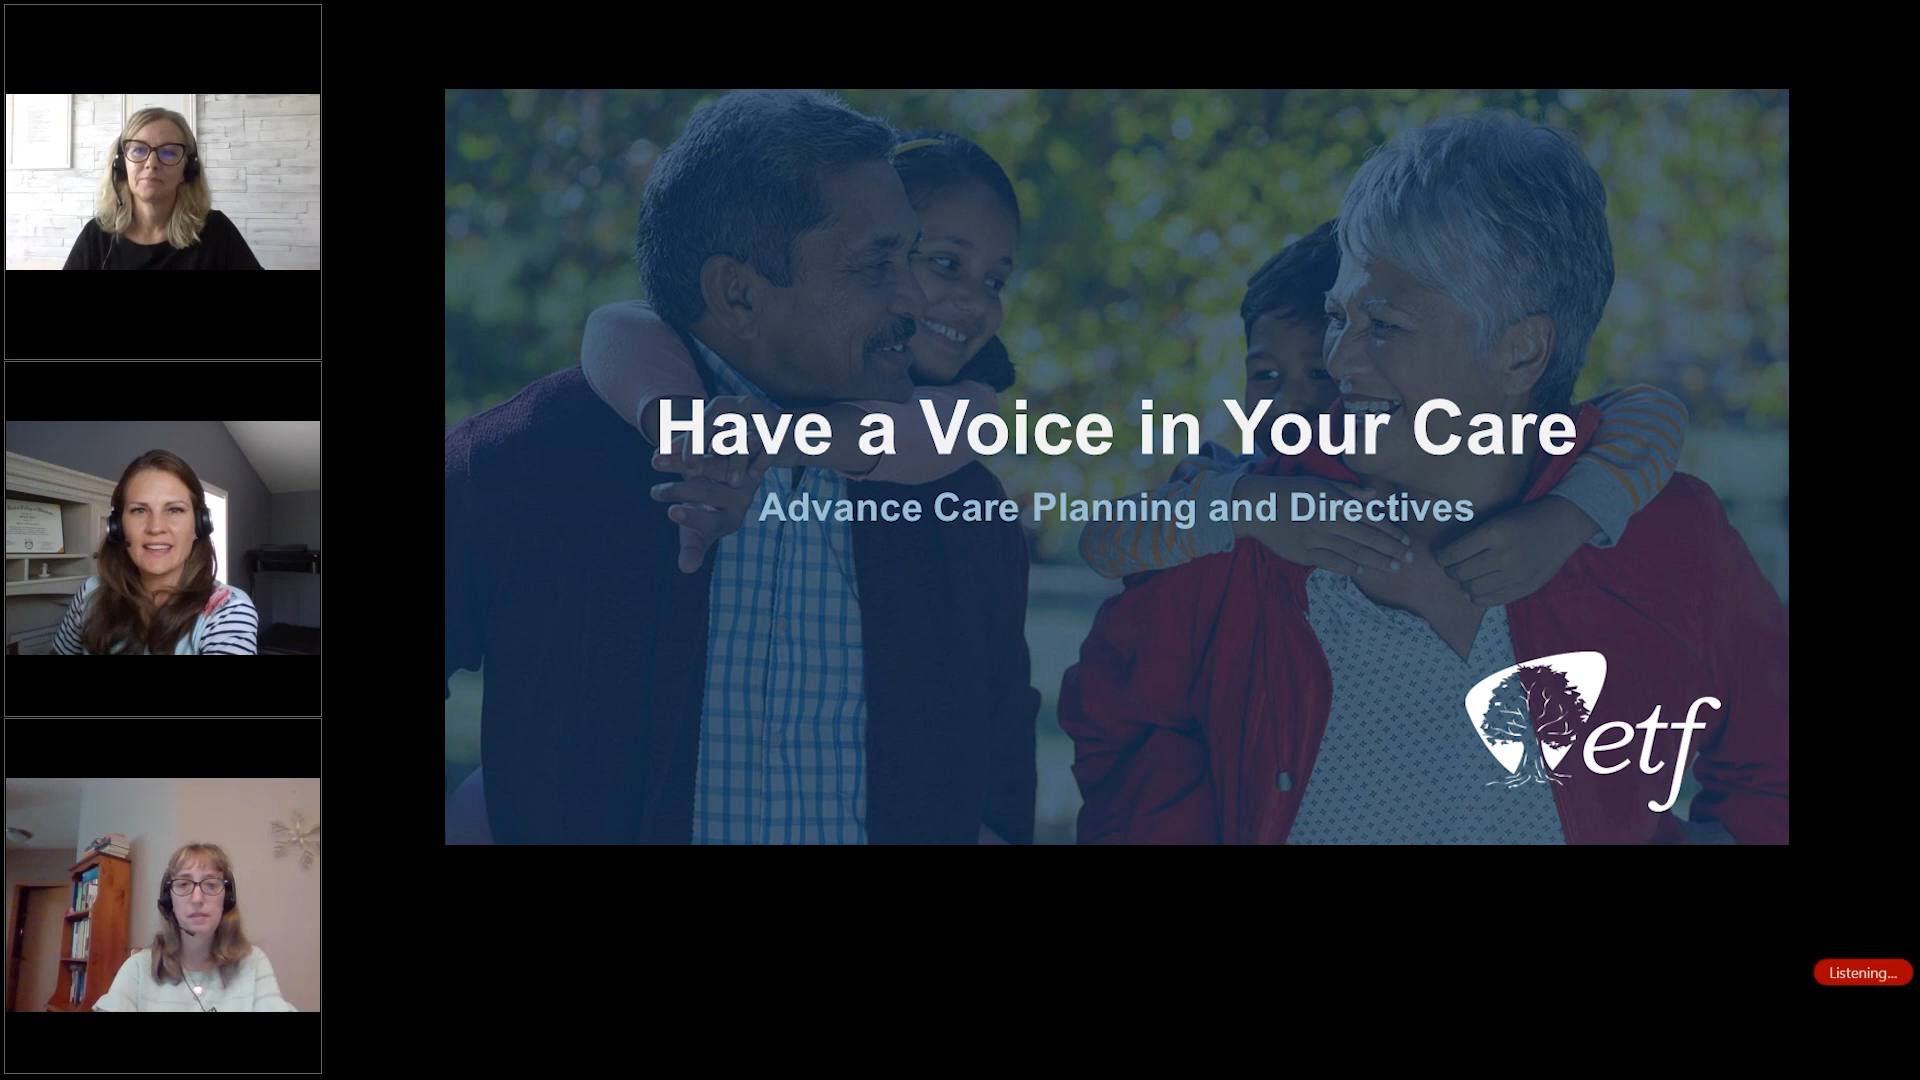 Have a Voice in Your Care
Advance Care Planning and Directives
etf
Listening...